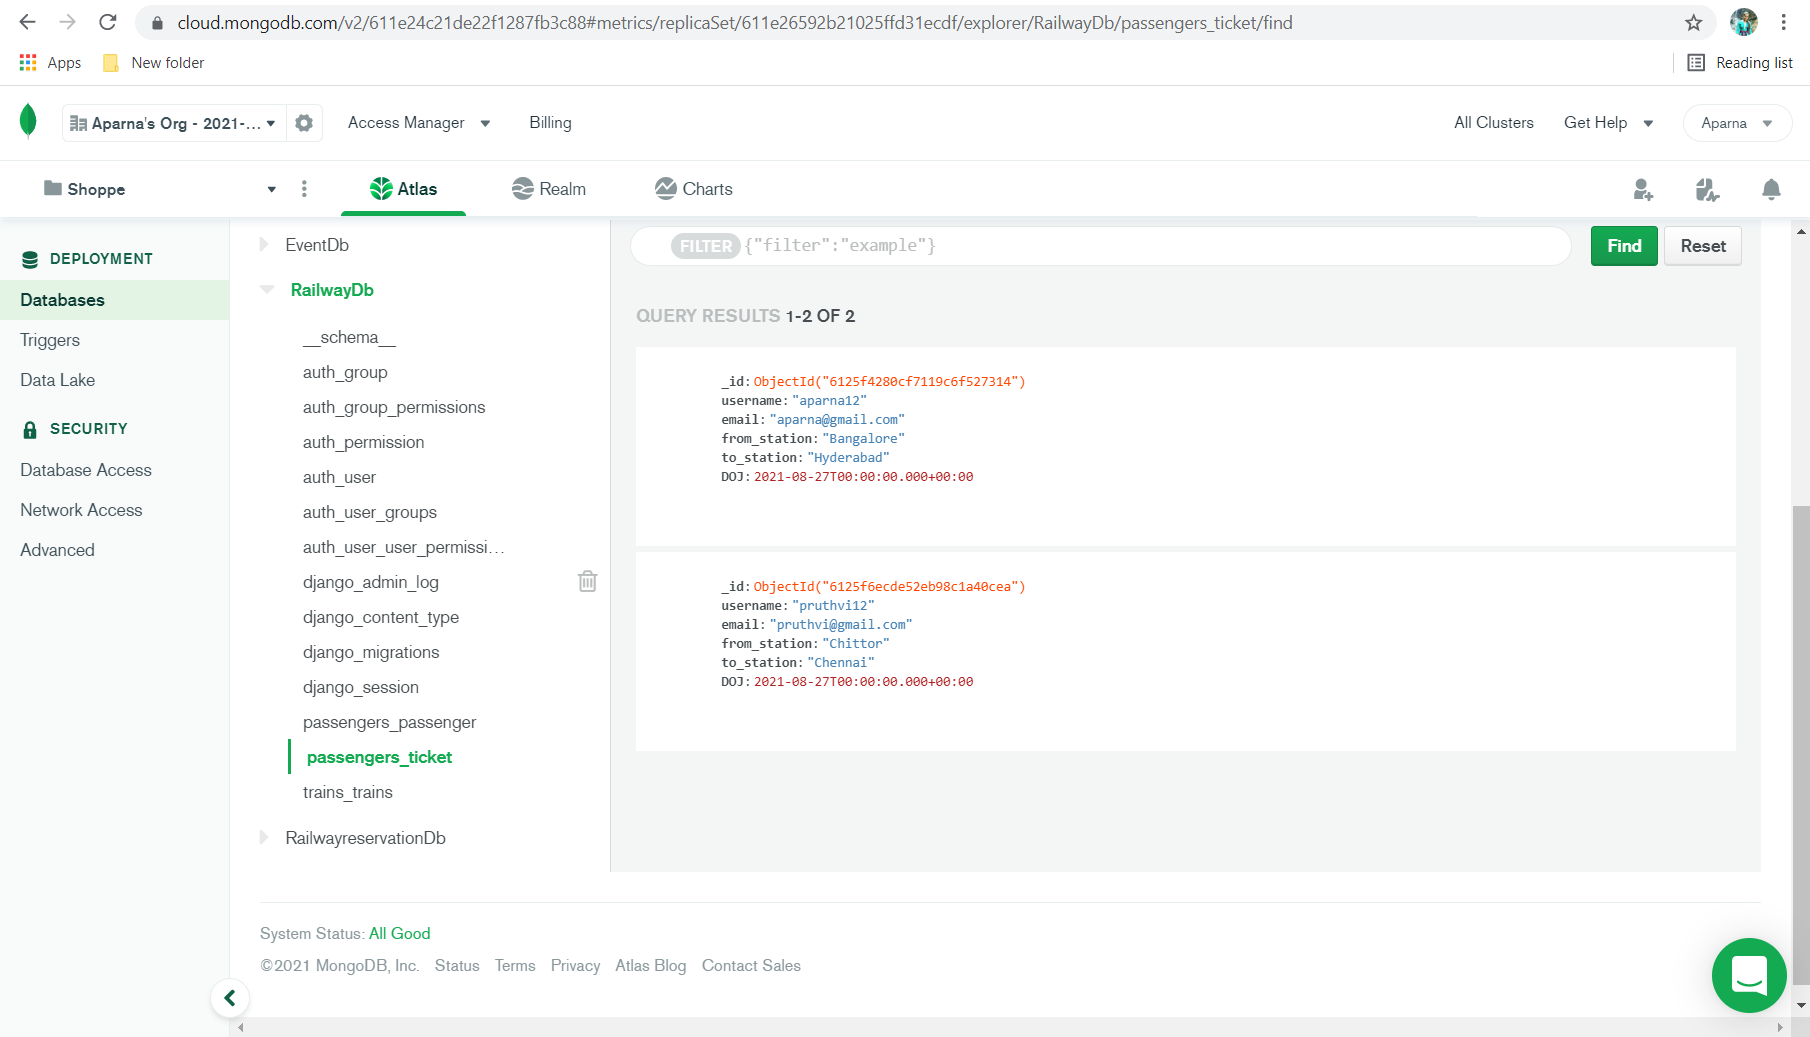 cloud.mongodb.com/v2/611e24c21de22f1287fb3c88#metrics/replicaSet/611e26592b21025ffd31ecdf/explorer/RailwayDb/passengers_ticket/find
Apps New folder Reading list
Aparna's Org - 2021-... Access Manager Billing All Clusters Get Help Aparna
Shoppe Atlas Realm Charts
DEPLOYMENT
Databases
Triggers
Data Lake
SECURITY
Database Access
Network Access
Advanced
EventDb
RailwayDb
__schema__
auth_group
auth_group_permissions
auth_permission
auth_user
auth_user_groups
auth_user_user_permissi...
django_admin_log
django_content_type
django_migrations
django_session
passengers_passenger
passengers_ticket
trains_trains
RailwayreservationDb
FILTER {"filter":"example"} Find Reset
QUERY RESULTS 1-2 OF 2
_id: ObjectId("6125f4280cf7119c6f527314")
username: "aparna12"
email: "aparna@gmail.com"
from_station: "Bangalore"
to_station: "Hyderabad"
DOJ: 2021-08-27T00:00:00.000+00:00
_id: ObjectId("6125f6ecde52eb98c1a40cea")
username: "pruthvi12"
email: "pruthvi@gmail.com"
from_station: "Chittor"
to_station: "Chennai"
DOJ: 2021-08-27T00:00:00.000+00:00
System Status: All Good
©2021 MongoDB, Inc. Status Terms Privacy Atlas Blog Contact Sales